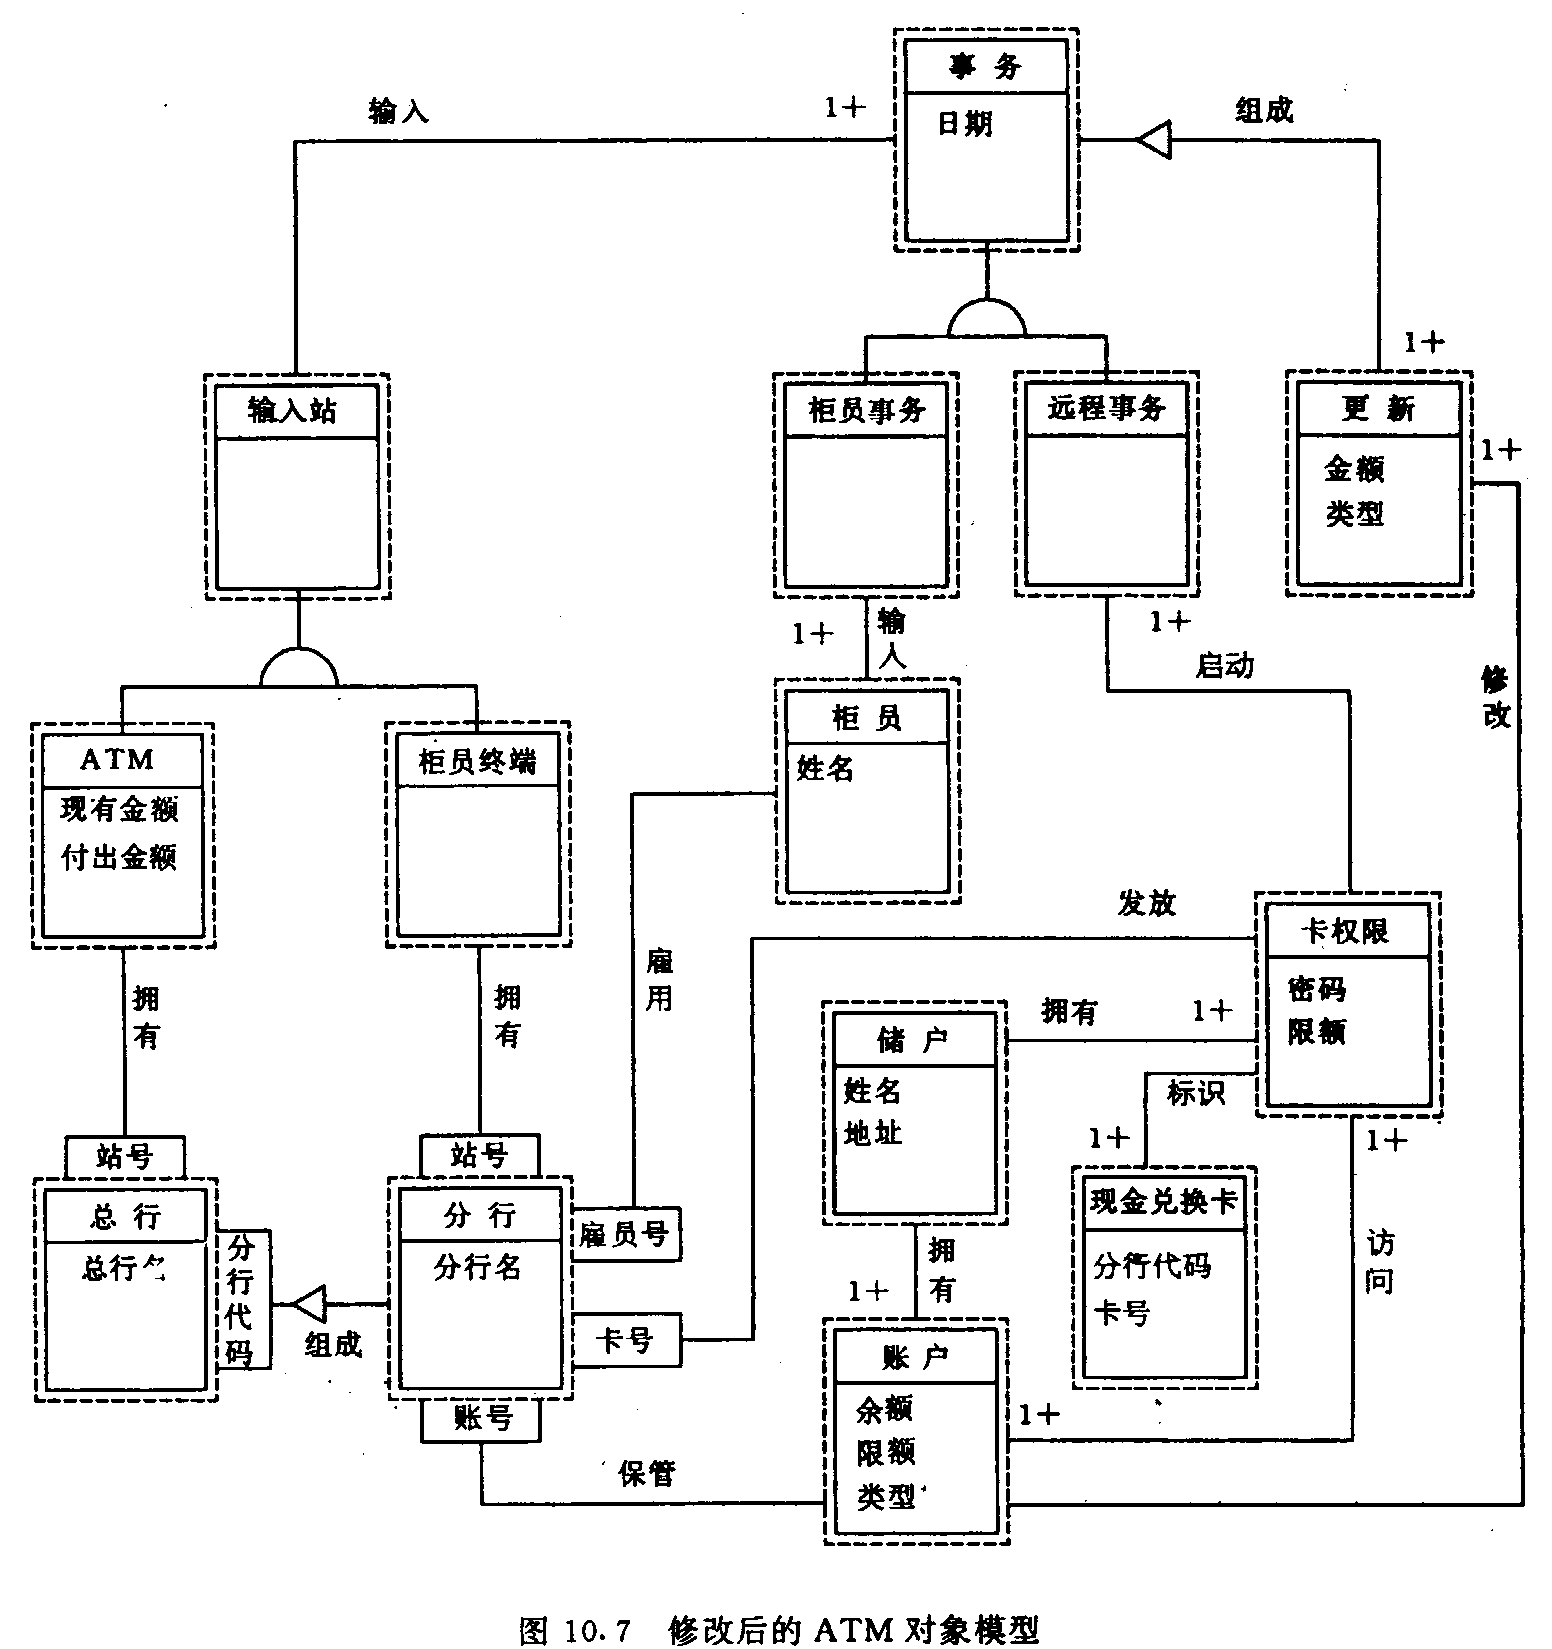 事 务
日期
输入
1+
组成
1+
输入站
柜员事务
远程事务
更 新
金额
类型
1+
1+
输
入
1+
启动
修
改
柜 员
姓名
ATM
现有金额
付出金额
柜员终端
雇
用
发放
卡权限
密码
限额
拥
有
拥
有
拥有
1+
储 户
姓名
地址
标识
1+
1+
站号
站号
总 行
总行名
分
行
代
码
组成
分 行
分行名
雇员号
卡号
账号
现金兑换卡
分行代码
卡号
访
问
拥
有
1+
账 户
余额
限额
类型
1+
保管
图 10.7 修改后的 ATM 对象模型